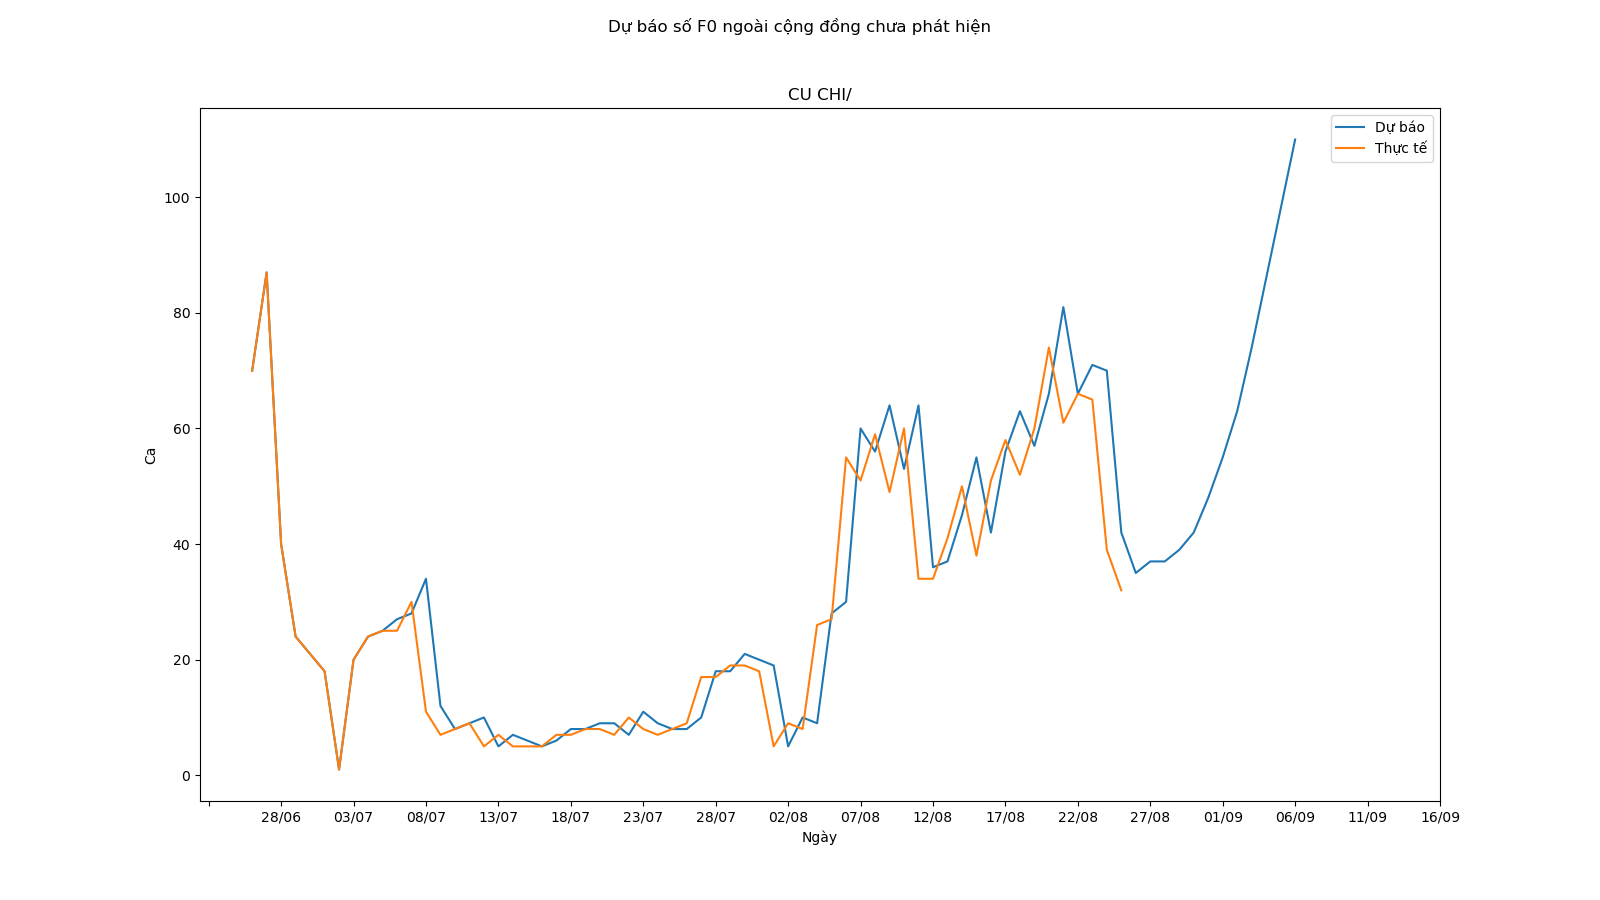 Dự báo số F0 ngoài cộng đồng chưa phát hiện
CU CHI/
Dự báo
Thực tế
100
80
60
40
20
0
Ca
28/06 03/07 08/07 13/07 18/07 23/07 28/07 02/08 07/08 12/08 17/08 22/08 27/08 01/09 06/09 11/09 16/09
Ngày